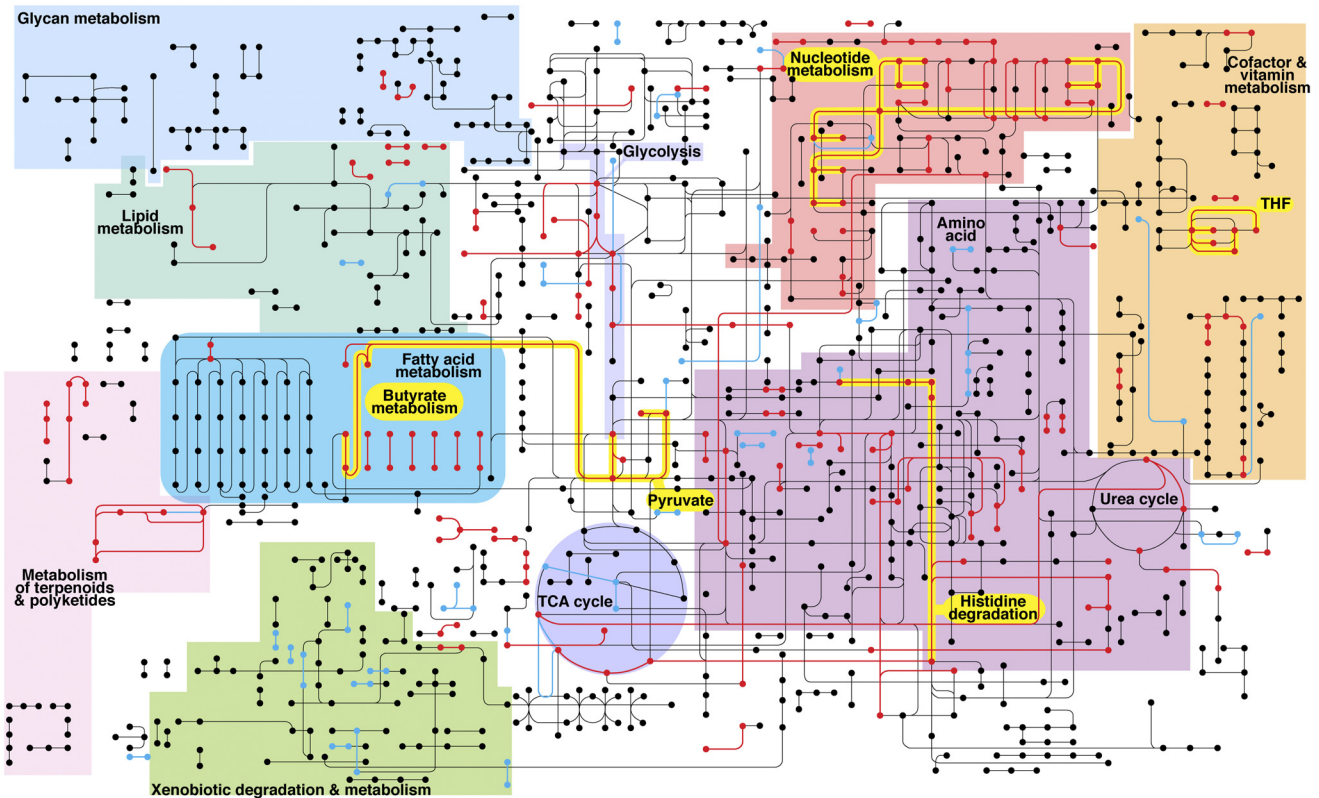 Glycan metabolism
Nucleotide
metabolism
Cofactor &
vitamin
metabolism
Glycolysis
Lipid
metabolism
THF
Amino
acid
Fatty acid
metabolism
Butyrate
metabolism
Pyruvate
Urea cycle
Metabolism
of terpenoids
& polyketides
TCA cycle
Histidine
degradation
Xenobiotic degradation & metabolism